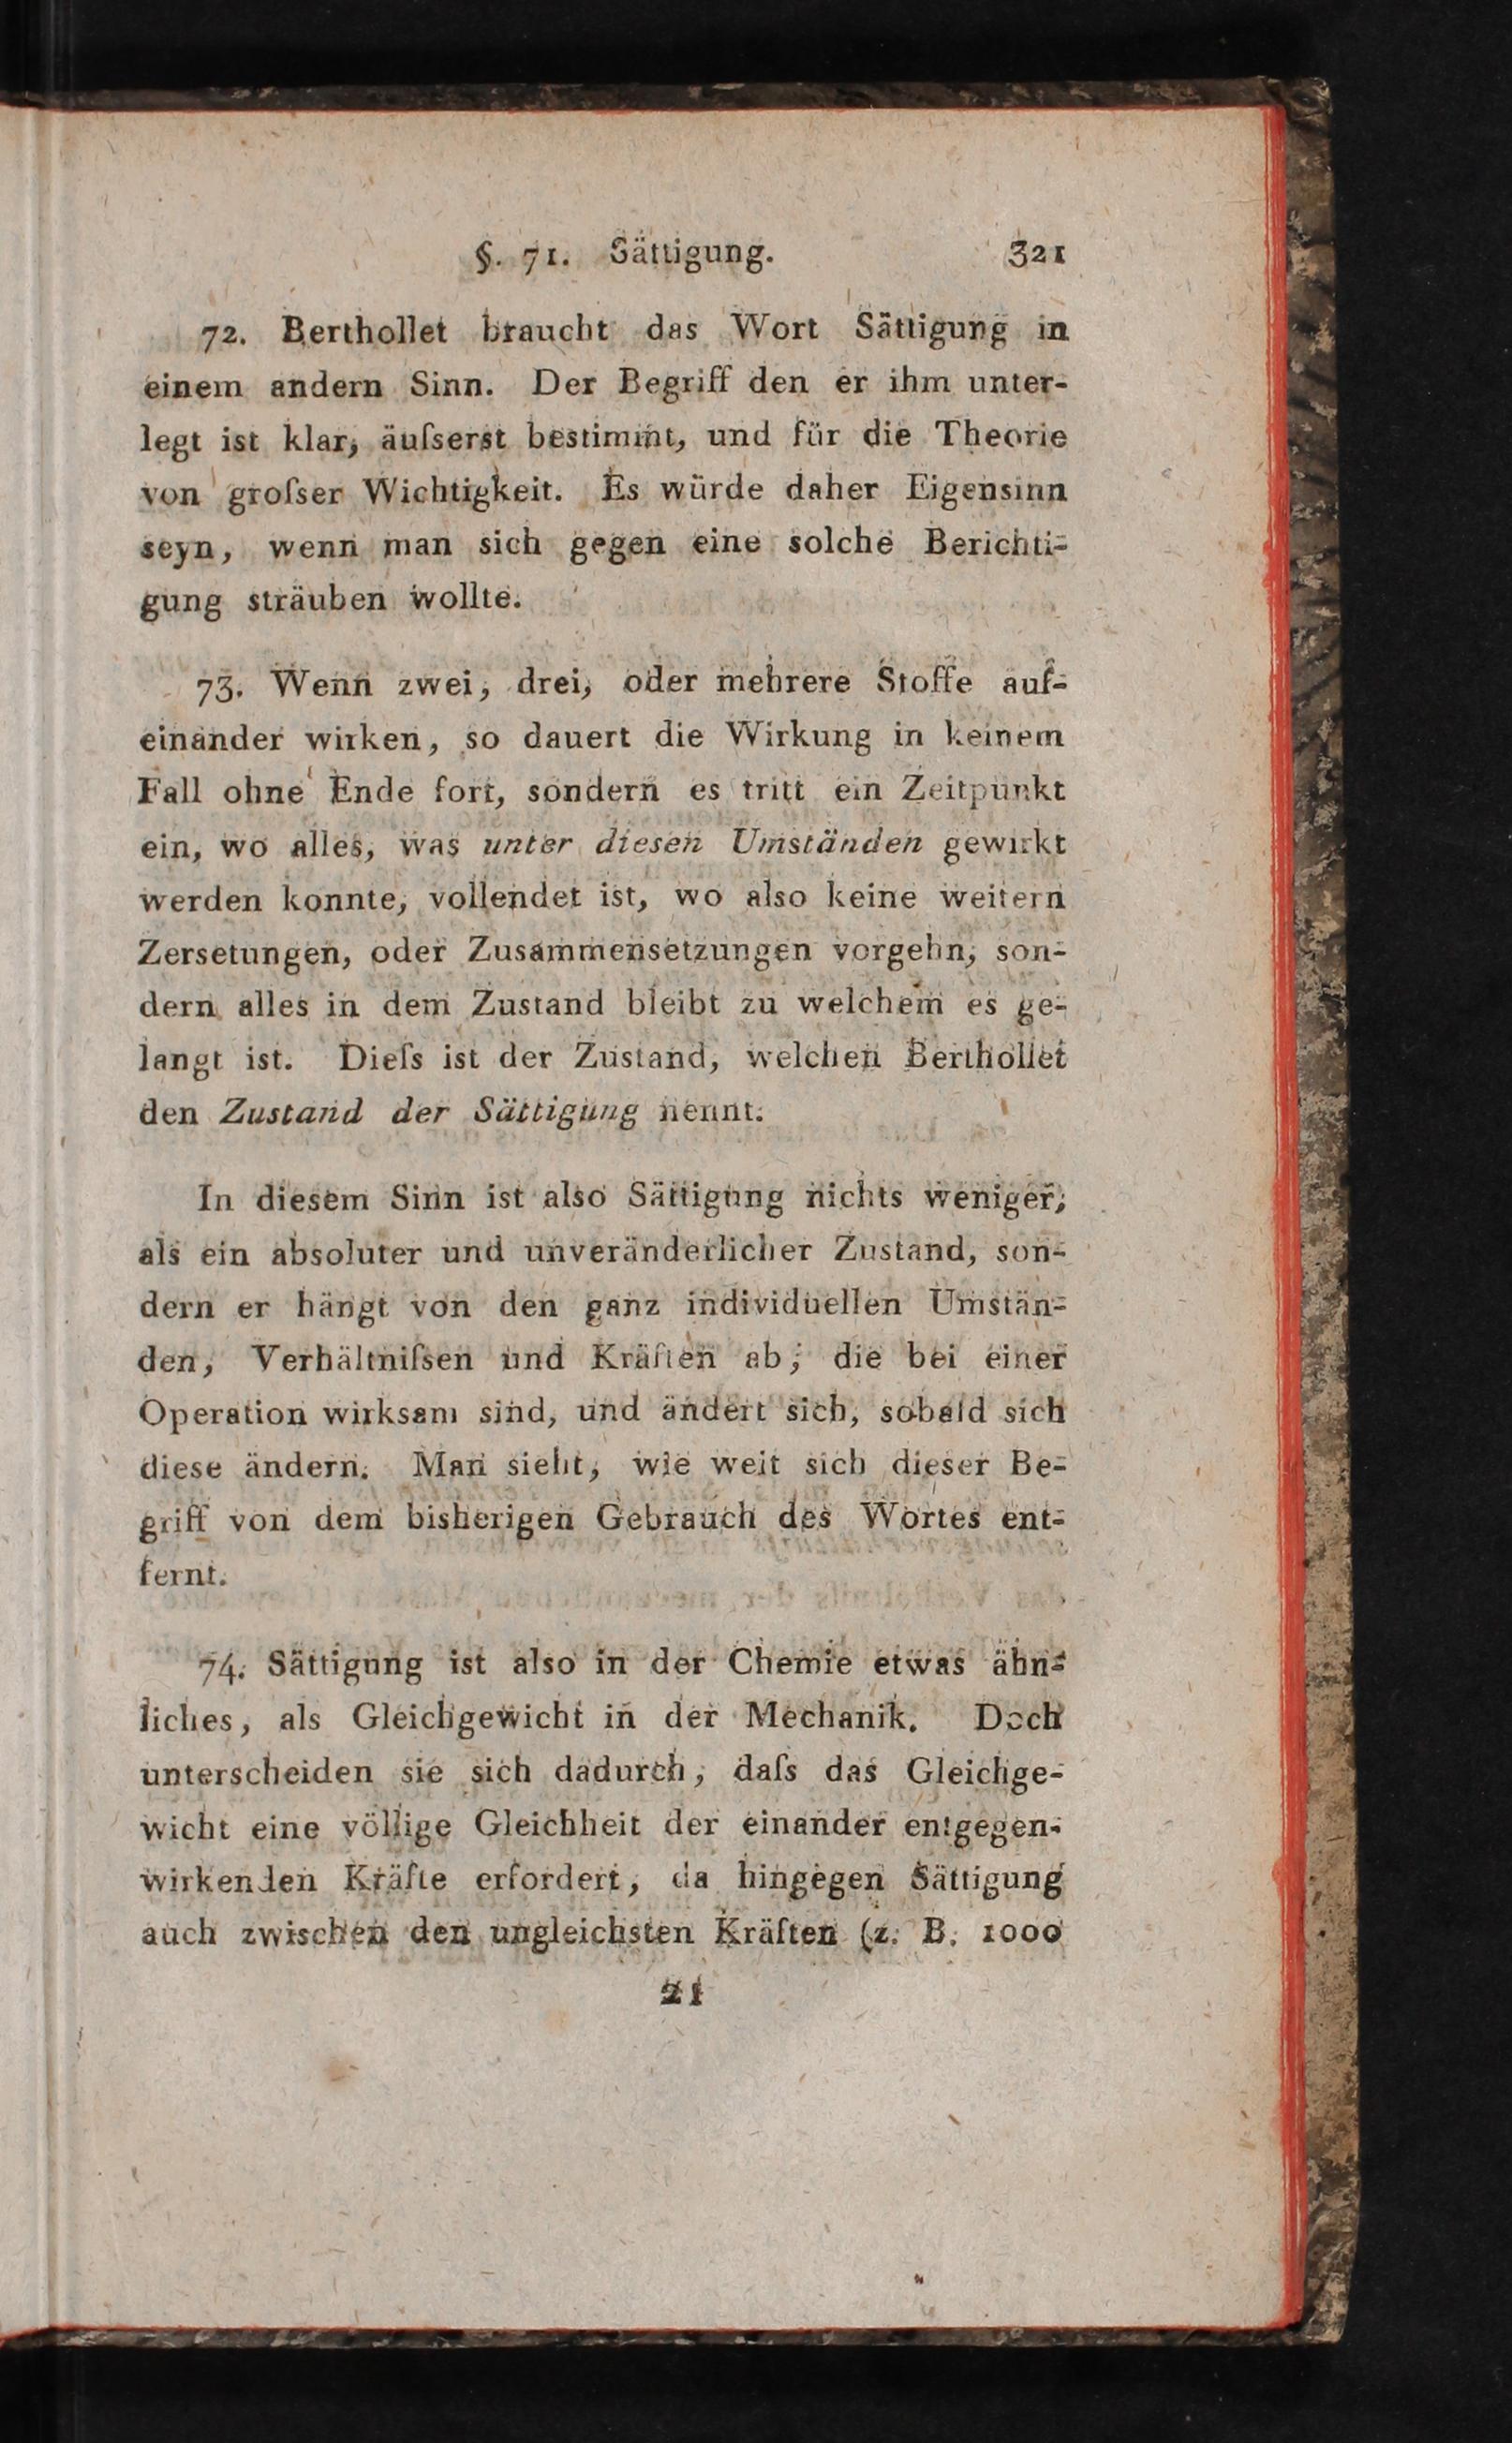 §. 71. Sättigung. 321
72. Berthollet braucht das Wort Sättigung in
einem andern Sinn. Der Begriff den er ihm unter-
legt ist klar, äuſserst bestimmt, und für die Theorie
von groſser Wichtigkeit. Es würde daher Eigensinn
seyn, wenn man sich gegen eine solche Berichti-
gung sträuben wollte.
73. Wenn zwei, drei, oder mehrere Stoffe auf-
einander wirken, so dauert die Wirkung in keinem
Fall ohne Ende fort, sondern es tritt ein Zeitpunkt
ein, wo alles, was unter diesen Umständen gewirkt
werden konnte, vollendet ist, wo also keine weitern
Zersetungen, oder Zusammensetzungen vorgehn, son-
dern alles in dem Zustand bleibt zu welchem es ge-
langt ist. Dieſs ist der Zustand, welchen Berthollet
den Zustand der Sättigung nennt.
In diesem Sinn ist also Sättigung nichts weniger,
als ein absoluter und unveränderlicher Zustand, son-
dern er hängt von den ganz individuellen Umstän-
den, Verhältniſsen und Kräften ab, die bei einer
Operation wirksam sind, und ändert sich, sobald sich
diese ändern. Man sieht, wie weit sich dieser Be-
griff von dem bisherigen Gebrauch des Wortes ent-
fernt.
74. Sättigung ist also in der Chemie etwas ähn-
liches, als Gleichgewicht in der Mechanik. Doch
unterscheiden sie sich dadurch, daſs das Gleichge-
wicht eine völlige Gleichheit der einander entgegen-
wirkenden Kräfte erfordert, da hingegen Sättigung
auch zwischen den ungleichsten Kräften (z. B. 1000
21